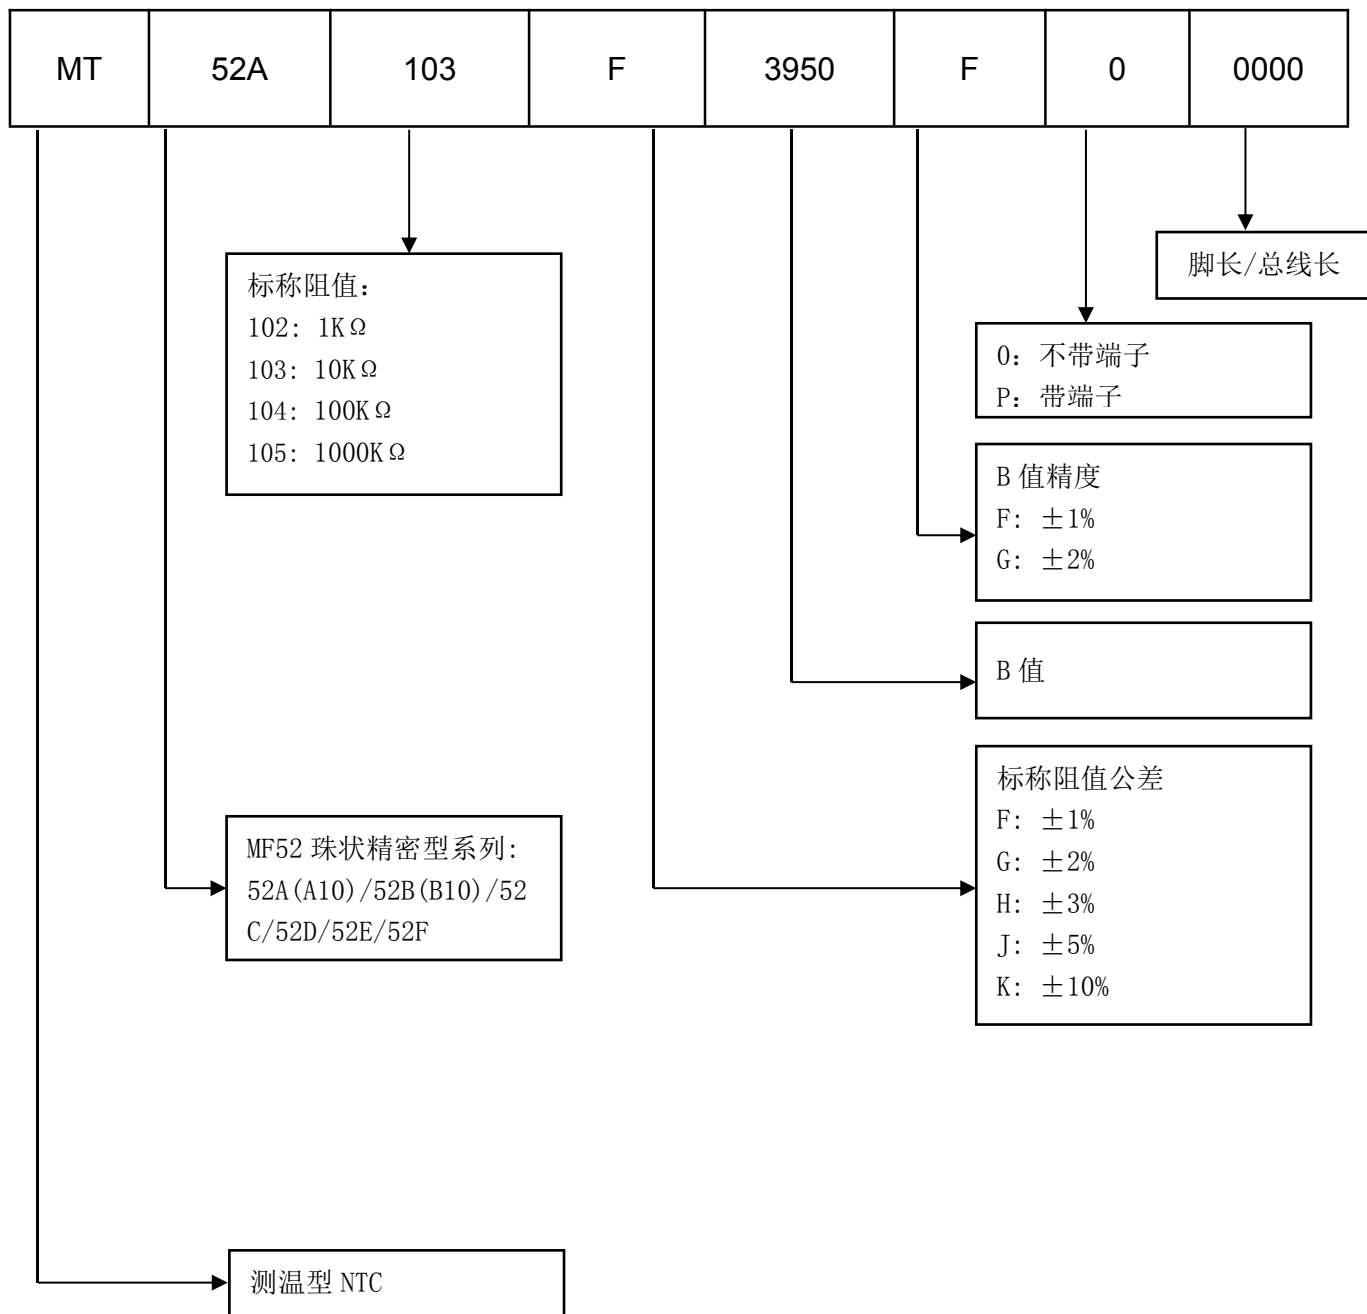 MT 52A 103 F 3950 F 0 0000
脚长/总线长
标称阻值：
102: 1KΩ
103: 10KΩ
104: 100KΩ
105: 1000KΩ
0: 不带端子
P: 带端子
B 值精度
F: ±1%
G: ±2%
B 值
标称阻值公差
F: ±1%
G: ±2%
H: ±3%
J: ±5%
K: ±10%
MF52 珠状精密型系列:
52A(A10)/52B(B10)/52
C/52D/52E/52F
测温型 NTC